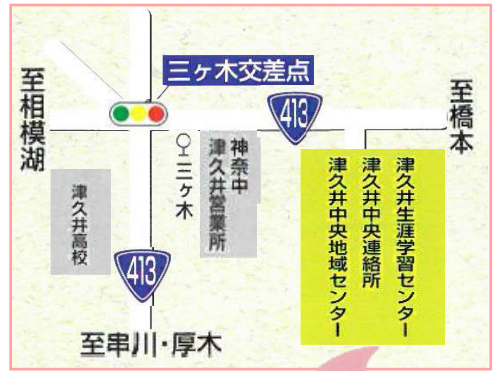 三ヶ木交差点
至相模湖
413
至橋本
三ヶ木
神奈中
津久井営業所
津久井生涯学習センター
津久井中央連絡所
津久井中央地域センター
津久井高校
413
至串川・厚木